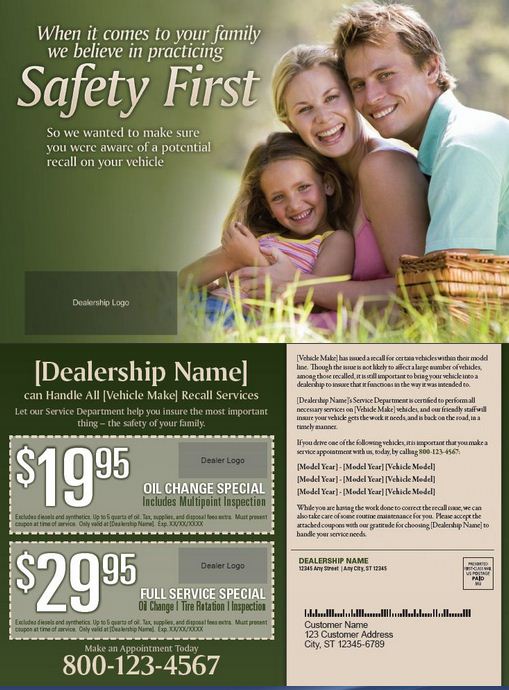 When it comes to your family
we believe in practicing
Safety First
So we wanted to make sure
you were aware of a potential
recall on your vehicle
Dealership Logo
[Dealership Name]
can Handle All [Vehicle Make] Recall Services
Let our Service Department help you insure the most important
thing – the safety of your family.
$19.95
Dealer Logo
OIL CHANGE SPECIAL
Includes Multipoint Inspection
Excludes diesels and synthetics. Up to 5 quarts of oil. Tax, supplies, and disposal fees extra. Must present
coupon at time of service. Only valid at [Dealership Name]. Exp. XX/XX/XXXX
$29.95
Dealer Logo
FULL SERVICE SPECIAL
Oil Change | Tire Rotation | Inspection
Excludes diesels and synthetics. Up to 5 quarts of oil. Tax, supplies, and disposal fees extra. Must present
coupon at time of service. Only valid at [Dealership Name]. Exp. XX/XX/XXXX
Make an Appointment Today
800-123-4567
[Vehicle Make] has issued a recall for certain vehicles within their model
line. Though the issue is not likely to affect a large number of vehicles,
among those recalled, it is still important to bring your vehicle into a
dealership to insure that it functions in the way it was intended to.
[Dealership Name]'s Service Department is certified to perform all
necessary services on [Vehicle Make] vehicles, and our friendly staff will
insure your vehicle gets the work it needs, and is back on the road, in a
timely manner.
If you drive one of the following vehicles, it is important that you make a
service appointment with us, today, by calling 800-123-4567:
[Model Year] - [Model Year] [Vehicle Model]
[Model Year] - [Model Year] [Vehicle Model]
[Model Year] - [Model Year] [Vehicle Model]
While you are having the work done to correct the recall issue, we can
also take care of some routine maintenance for you. Please accept the
attached coupons with our gratitude for choosing [Dealership Name] to
handle your service needs.
DEALERSHIP NAME
12345 Any Street | Any City, ST 12345
PRESORTED
FIRST-CLASS MAIL
US POSTAGE
PAID
Customer Name
123 Customer Address
City, ST 12345-6789